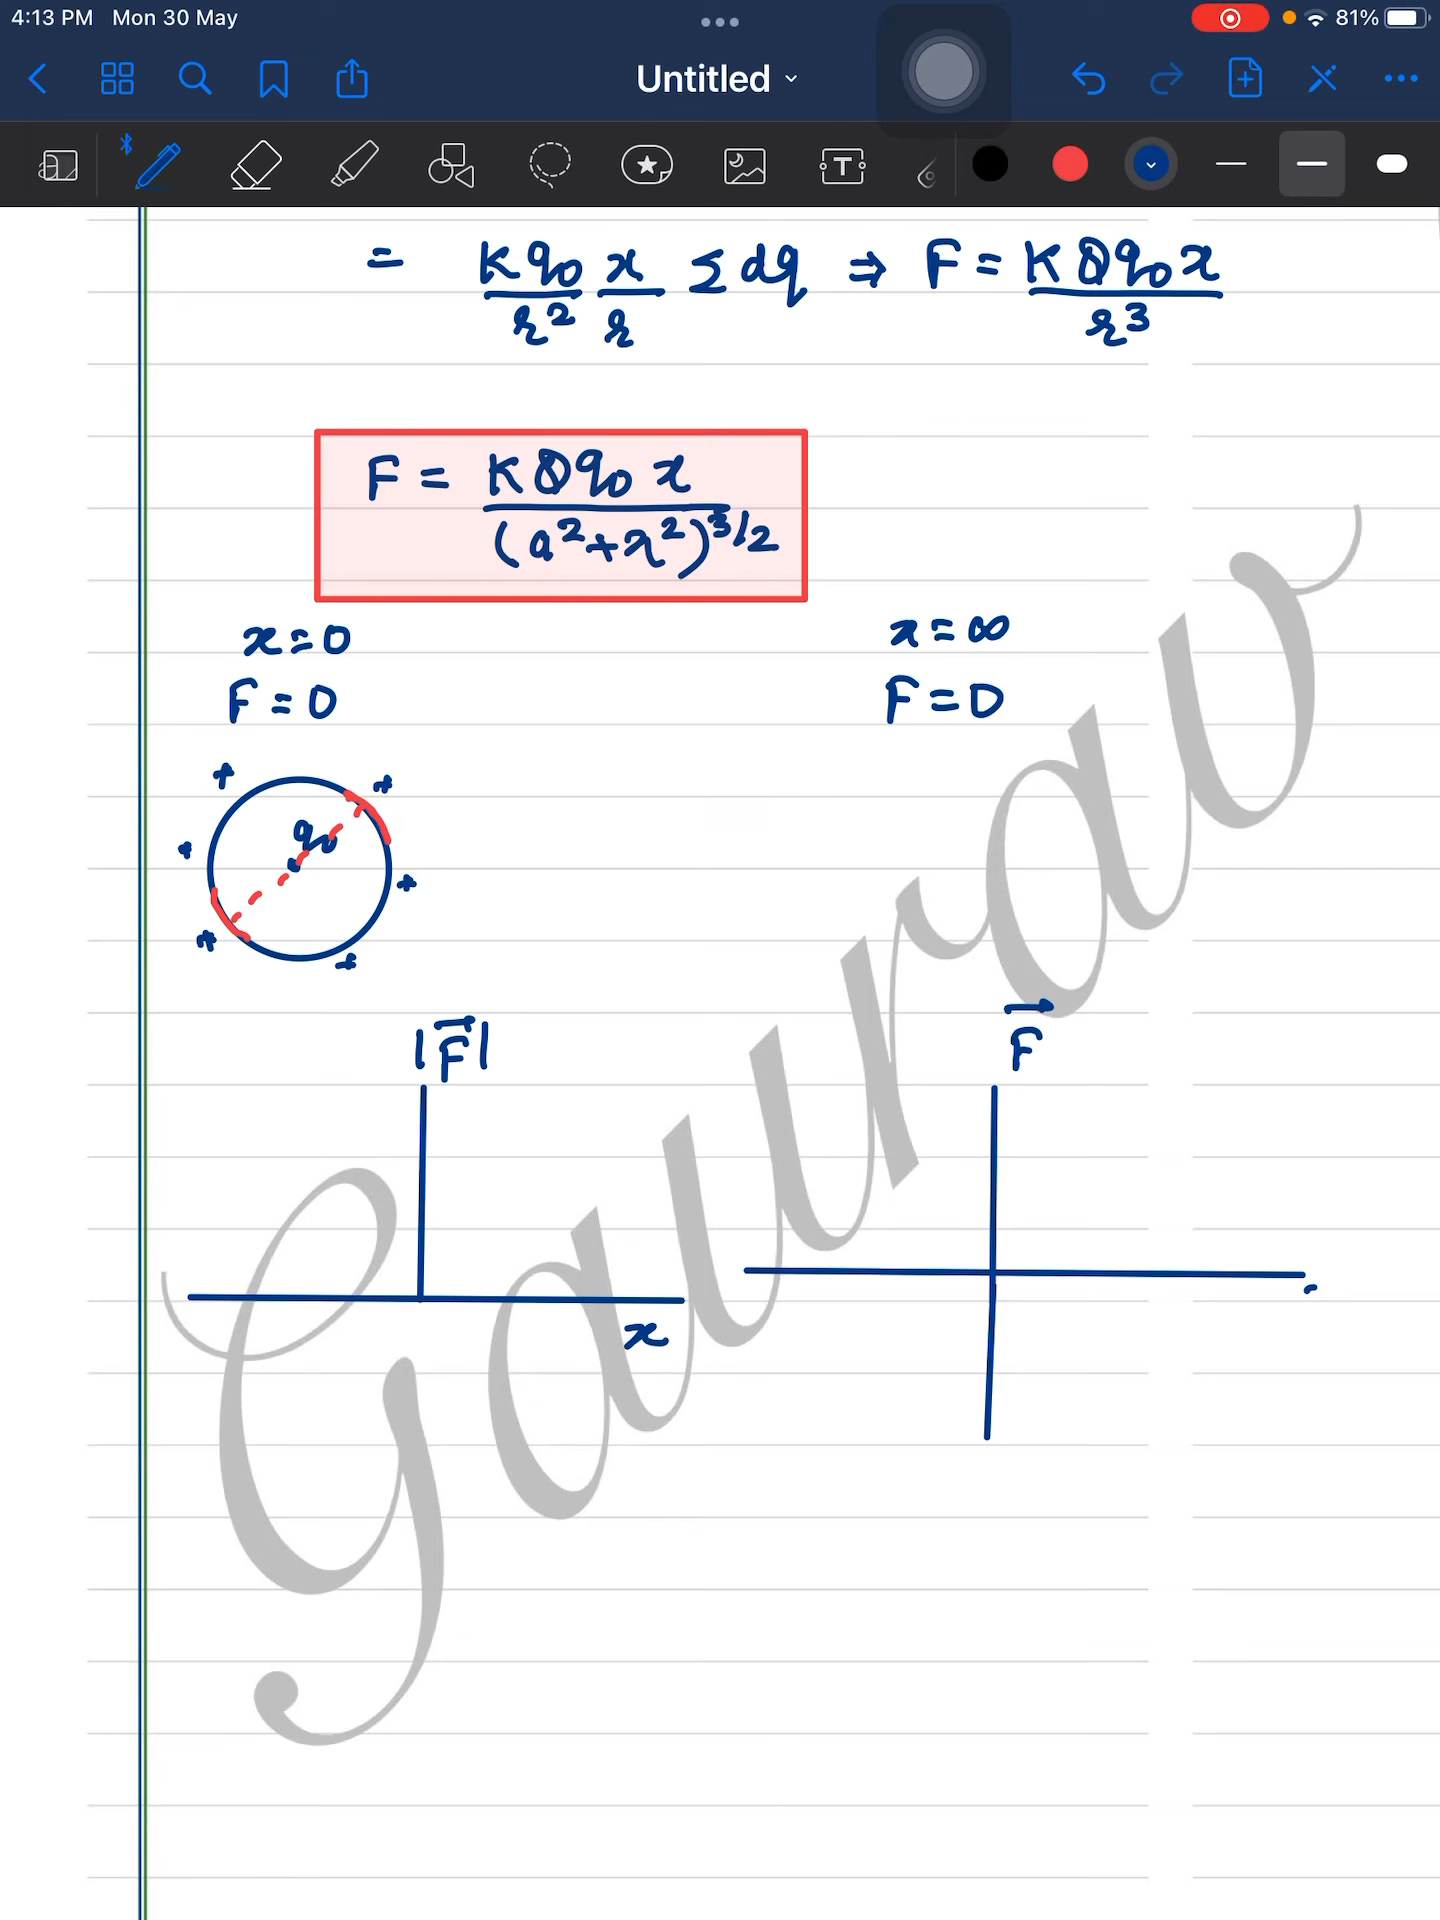 4:13 PM Mon 30 May
81%
Untitled
= Kq₀/r² x/r Σdq ⇒ F = KQq₀x/r³
F = KQq₀x/(a²+x²)^3/2
x=0
F=0
x=∞
F=0
+ + + + + + +
q₀
|F⃗|
F⃗
x
Gaurav